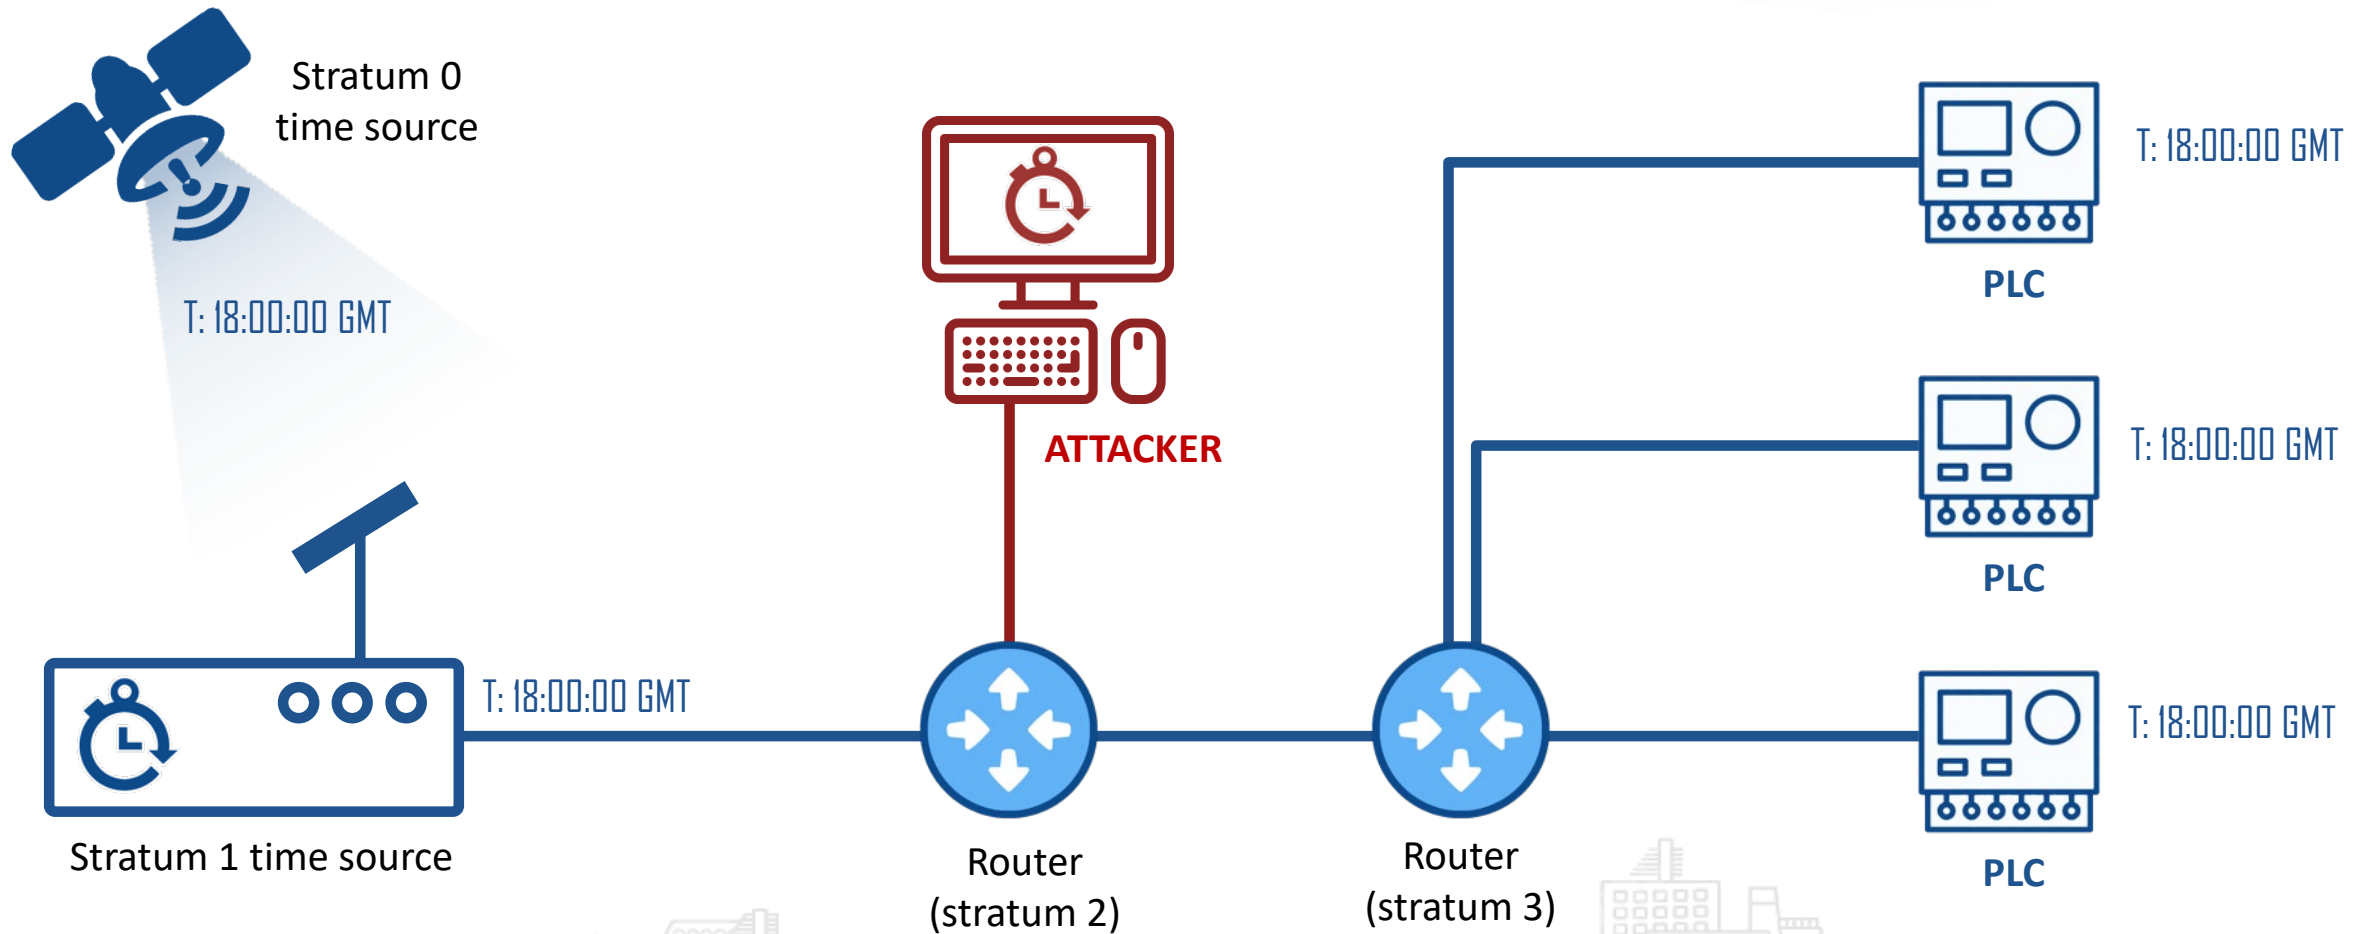 Stratum 0
time source
T: 18:00:00 GMT
T: 18:00:00 GMT
Stratum 1 time source
ATTACKER
Router
(stratum 2)
Router
(stratum 3)
T: 18:00:00 GMT
PLC
T: 18:00:00 GMT
PLC
T: 18:00:00 GMT
PLC